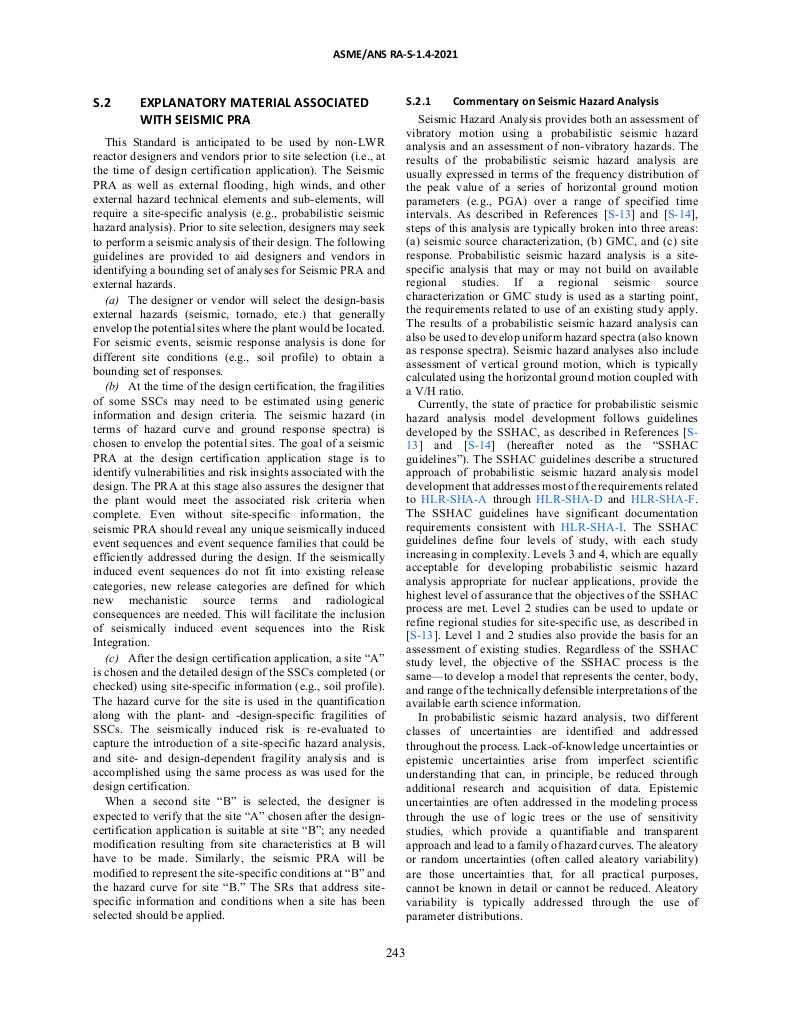 ASME/ANS RA-S-1.4-2021
S.2 EXPLANATORY MATERIAL ASSOCIATED
WITH SEISMIC PRA
This Standard is anticipated to be used by non-LWR
reactor designers and vendors prior to site selection (i.e., at
the time of design certification application). The Seismic
PRA as well as external flooding, high winds, and other
external hazard technical elements and sub-elements, will
require a site-specific analysis (e.g., probabilistic seismic
hazard analysis). Prior to site selection, designers may seek
to perform a seismic analysis of their design. The following
guidelines are provided to aid designers and vendors in
identifying a bounding set of analyses for Seismic PRA and
external hazards.
(a) The designer or vendor will select the design-basis
external hazards (seismic, tornado, etc.) that generally
envelop the potential sites where the plant would be located.
For seismic events, seismic response analysis is done for
different site conditions (e.g., soil profile) to obtain a
bounding set of responses.
(b) At the time of the design certification, the fragilities
of some SSCs may need to be estimated using generic
information and design criteria. The seismic hazard (in
terms of hazard curve and ground response spectra) is
chosen to envelop the potential sites. The goal of a seismic
PRA at the design certification application stage is to
identify vulnerabilities and risk insights associated with the
design. The PRA at this stage also assures the designer that
the plant would meet the associated risk criteria when
complete. Even without site-specific information, the
seismic PRA should reveal any unique seismically induced
event sequences and event sequence families that could be
efficiently addressed during the design. If the seismically
induced event sequences do not fit into existing release
categories, new release categories are defined for which
new mechanistic source terms and radiological
consequences are needed. This will facilitate the inclusion
of seismically induced event sequences into the Risk
Integration.
(c) After the design certification application, a site “A”
is chosen and the detailed design of the SSCs completed (or
checked) using site-specific information (e.g., soil profile).
The hazard curve for the site is used in the quantification
along with the plant- and -design-specific fragilities of
SSCs. The seismically induced risk is re-evaluated to
capture the introduction of a site-specific hazard analysis,
and site- and design-dependent fragility analysis and is
accomplished using the same process as was used for the
design certification.
When a second site “B” is selected, the designer is
expected to verify that the site “A” chosen after the design-
certification application is suitable at site “B”; any needed
modification resulting from site characteristics at B will
have to be made. Similarly, the seismic PRA will be
modified to represent the site-specific conditions at “B” and
the hazard curve for site “B.” The SRs that address site-
specific information and conditions when a site has been
selected should be applied.
S.2.1 Commentary on Seismic Hazard Analysis
Seismic Hazard Analysis provides both an assessment of
vibratory motion using a probabilistic seismic hazard
analysis and an assessment of non-vibratory hazards. The
results of the probabilistic seismic hazard analysis are
usually expressed in terms of the frequency distribution of
the peak value of a series of horizontal ground motion
parameters (e.g., PGA) over a range of specified time
intervals. As described in References [S-13] and [S-14],
steps of this analysis are typically broken into three areas:
(a) seismic source characterization, (b) GMC, and (c) site
response. Probabilistic seismic hazard analysis is a site-
specific analysis that may or may not build on available
regional studies. If a regional seismic source
characterization or GMC study is used as a starting point,
the requirements related to use of an existing study apply.
The results of a probabilistic seismic hazard analysis can
also be used to develop uniform hazard spectra (also known
as response spectra). Seismic hazard analyses also include
assessment of vertical ground motion, which is typically
calculated using the horizontal ground motion coupled with
a V/H ratio.
Currently, the state of practice for probabilistic seismic
hazard analysis model development follows guidelines
developed by the SSHAC, as described in References [S-
13] and [S-14] (hereafter noted as the “SSHAC
guidelines”). The SSHAC guidelines describe a structured
approach of probabilistic seismic hazard analysis model
development that addresses most of the requirements related
to HLR-SHA-A through HLR-SHA-D and HLR-SHA-F.
The SSHAC guidelines have significant documentation
requirements consistent with HLR-SHA-I. The SSHAC
guidelines define four levels of study, with each study
increasing in complexity. Levels 3 and 4, which are equally
acceptable for developing probabilistic seismic hazard
analysis appropriate for nuclear applications, provide the
highest level of assurance that the objectives of the SSHAC
process are met. Level 2 studies can be used to update or
refine regional studies for site-specific use, as described in
[S-13]. Level 1 and 2 studies also provide the basis for an
assessment of existing studies. Regardless of the SSHAC
study level, the objective of the SSHAC process is the
same—to develop a model that represents the center, body,
and range of the technically defensible interpretations of the
available earth science information.
In probabilistic seismic hazard analysis, two different
classes of uncertainties are identified and addressed
throughout the process. Lack-of-knowledge uncertainties or
epistemic uncertainties arise from imperfect scientific
understanding that can, in principle, be reduced through
additional research and acquisition of data. Epistemic
uncertainties are often addressed in the modeling process
through the use of logic trees or the use of sensitivity
studies, which provide a quantifiable and transparent
approach and lead to a family of hazard curves. The aleatory
or random uncertainties (often called aleatory variability)
are those uncertainties that, for all practical purposes,
cannot be known in detail or cannot be reduced. Aleatory
variability is typically addressed through the use of
parameter distributions.
243